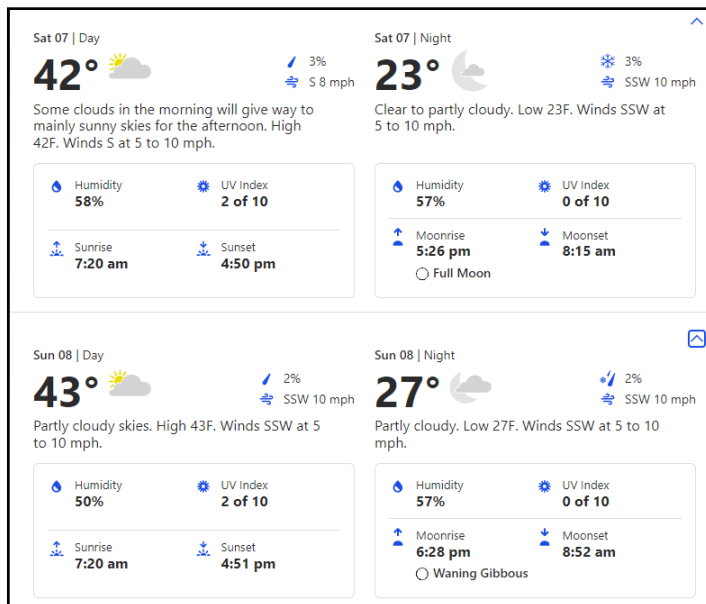 Sat 07 | Day
42°
3%
S 8 mph
Some clouds in the morning will give way to
mainly sunny skies for the afternoon. High
42F. Winds S at 5 to 10 mph.
Humidity
58%
UV Index
2 of 10
Sunrise
7:20 am
Sunset
4:50 pm
Sat 07 | Night
23°
3%
SSW 10 mph
Clear to partly cloudy. Low 23F. Winds SSW at
5 to 10 mph.
Humidity
57%
UV Index
0 of 10
Moonrise
5:26 pm
Full Moon
Moonset
8:15 am
Sun 08 | Day
43°
2%
SSW 10 mph
Partly cloudy skies. High 43F. Winds SSW at 5
to 10 mph.
Humidity
50%
UV Index
2 of 10
Sunrise
7:20 am
Sunset
4:51 pm
Sun 08 | Night
27°
2%
SSW 10 mph
Partly cloudy. Low 27F. Winds SSW at 5 to 10
mph.
Humidity
57%
UV Index
0 of 10
Moonrise
6:28 pm
Waning Gibbous
Moonset
8:52 am